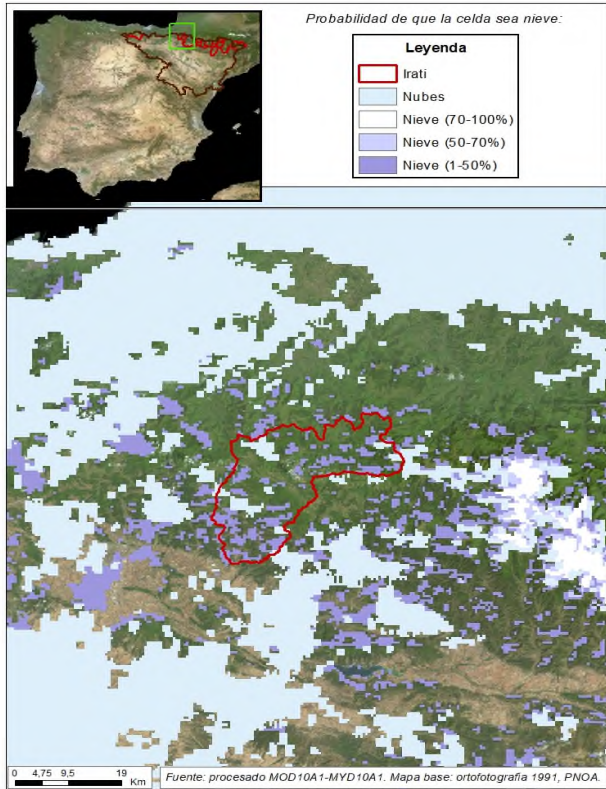 Probabilidad de que la celda sea nieve:
Leyenda
Irati
Nubes
Nieve (70-100%)
Nieve (50-70%)
Nieve (1-50%)
0 4,75 9,5 19
Km
Fuente: procesado MOD10A1-MYD10A1. Mapa base: ortofotografia 1991, PNOA.